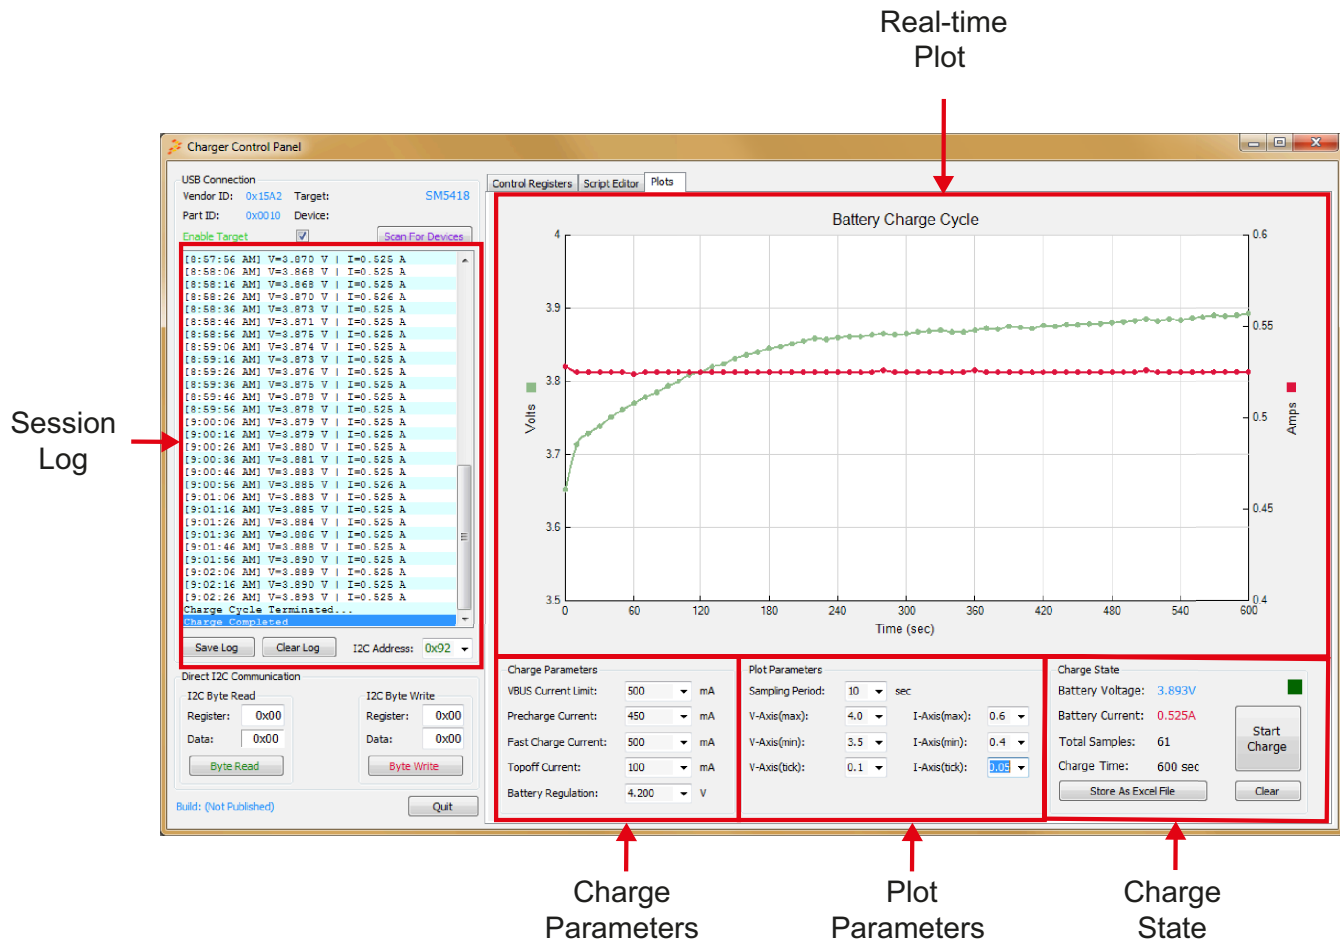 Real-time
Plot
Charger Control Panel
USB Connection
Vendor ID: 0x15A2 Target: SM5418
Part ID: 0x0010 Device:
Enable Target Scan For Devices
[8:57:56 AM] V=3.870 V | I=0.525 A
[8:58:06 AM] V=3.868 V | I=0.525 A
[8:58:16 AM] V=3.868 V | I=0.525 A
[8:58:26 AM] V=3.870 V | I=0.526 A
[8:58:36 AM] V=3.873 V | I=0.525 A
[8:58:46 AM] V=3.871 V | I=0.525 A
[8:58:56 AM] V=3.875 V | I=0.525 A
[8:59:06 AM] V=3.874 V | I=0.525 A
[8:59:16 AM] V=3.873 V | I=0.525 A
[8:59:26 AM] V=3.876 V | I=0.525 A
[8:59:36 AM] V=3.875 V | I=0.525 A
[8:59:46 AM] V=3.878 V | I=0.525 A
[8:59:56 AM] V=3.878 V | I=0.525 A
[9:00:06 AM] V=3.879 V | I=0.525 A
[9:00:16 AM] V=3.879 V | I=0.525 A
[9:00:26 AM] V=3.880 V | I=0.525 A
[9:00:36 AM] V=3.881 V | I=0.525 A
[9:00:46 AM] V=3.883 V | I=0.525 A
[9:00:56 AM] V=3.885 V | I=0.526 A
[9:01:06 AM] V=3.883 V | I=0.525 A
[9:01:16 AM] V=3.885 V | I=0.525 A
[9:01:26 AM] V=3.884 V | I=0.525 A
[9:01:36 AM] V=3.886 V | I=0.525 A
[9:01:46 AM] V=3.888 V | I=0.525 A
[9:01:56 AM] V=3.890 V | I=0.525 A
[9:02:06 AM] V=3.889 V | I=0.525 A
[9:02:16 AM] V=3.890 V | I=0.525 A
[9:02:26 AM] V=3.893 V | I=0.525 A
Charge Cycle Terminated...
Charge Completed
Save Log Clear Log I2C Address: 0x92
Session
Log
Direct I2C Communication
I2C Byte Read I2C Byte Write
Register: 0x00 Register: 0x00
Data: 0x00 Data: 0x00
Byte Read Byte Write
Build: (Not Published) Quit
Control Registers Script Editor Plots
Battery Charge Cycle
4 0.6
3.9
0.55
3.8
Volts 0.5 Amps
3.7
0.45
3.6
3.5 0.4
0 60 120 180 240 300 360 420 480 540 600
Time (sec)
Charge Parameters
VBUS Current Limit: 500 mA
Precharge Current: 450 mA
Fast Charge Current: 500 mA
Topoff Current: 100 mA
Battery Regulation: 4.200 V
Plot Parameters
Sampling Period: 10 sec
V-Axis(max): 4.0 I-Axis(max): 0.6
V-Axis(min): 3.5 I-Axis(min): 0.4
V-Axis(tick): 0.1 I-Axis(tick): 0.05
Charge State
Battery Voltage: 3.893V
Battery Current: 0.525A
Total Samples: 61
Charge Time: 600 sec
Start
Charge
Store As Excel File Clear
Charge
Parameters
Plot
Parameters
Charge
State